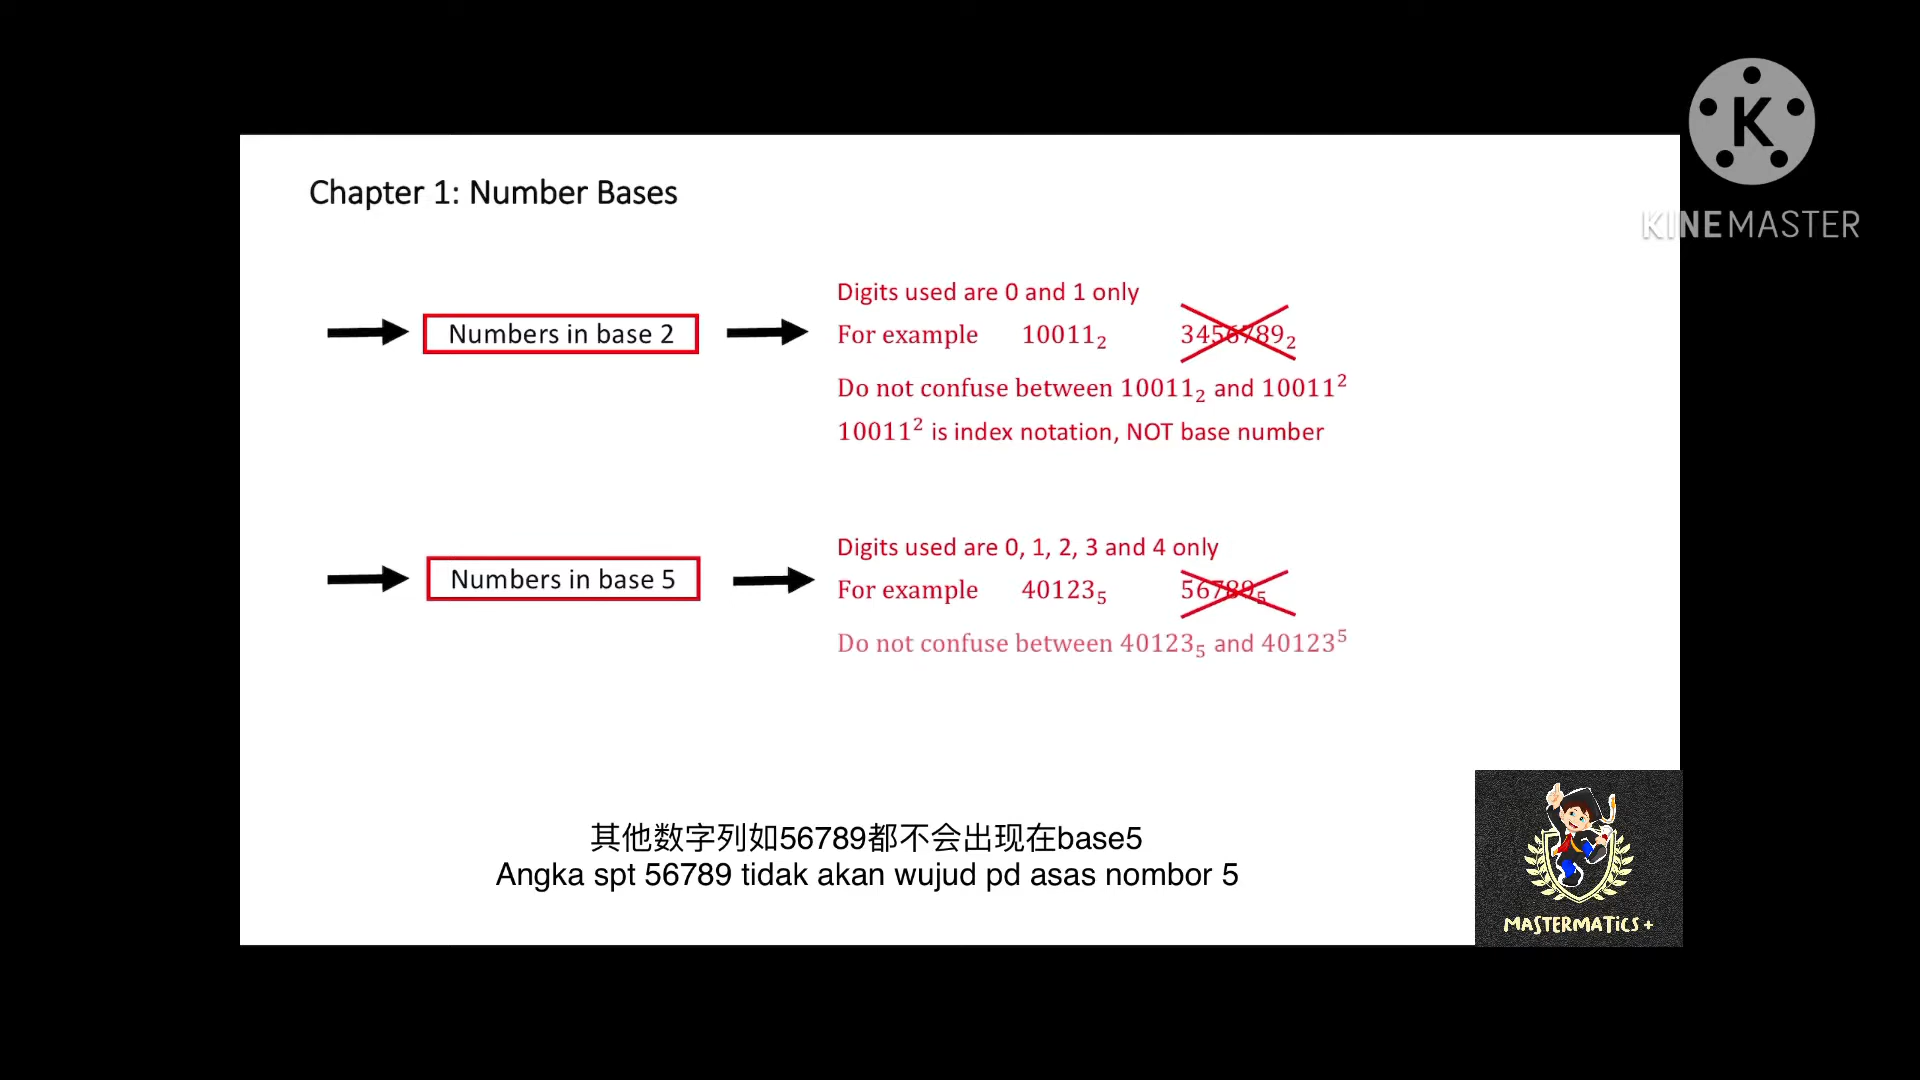 K
KINEMASTER
Chapter 1: Number Bases
Digits used are 0 and 1 only
Numbers in base 2
For example 10011₂ 3456789₂
Do not confuse between 10011₂ and 10011²
10011² is index notation, NOT base number
Digits used are 0, 1, 2, 3 and 4 only
Numbers in base 5
For example 40123₅ 56789₅
Do not confuse between 40123₅ and 40123⁵
其他数字列如56789都不会出现在base5
Angka spt 56789 tidak akan wujud pd asas nombor 5
MASTERMATiCS +